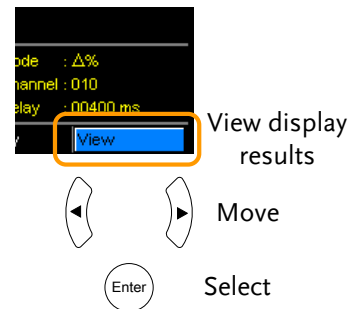 ode : Δ%
hannel : 010
elay : 00400 ms
y View
View display
results
Move
Enter Select